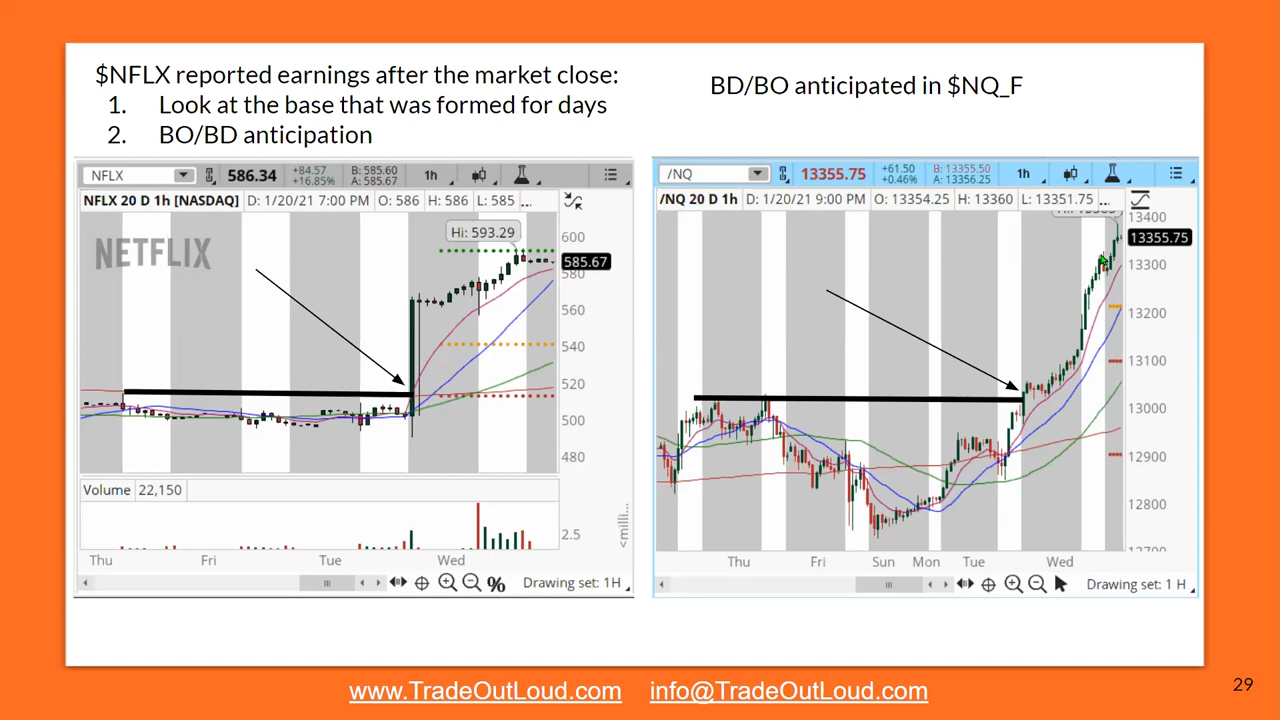 $NFLX reported earnings after the market close:
1. Look at the base that was formed for days
2. BO/BD anticipation
BD/BO anticipated in $NQ_F
NFLX 586.34 +84.57 +16.85% B: 585.60 A: 585.67 1h
NFLX 20 D 1h [NASDAQ] D: 1/20/21 7:00 PM O: 586 H: 586 L: 585 ...
NETFLIX
Hi: 593.29
600
585.67
580
560
540
520
500
480
Volume 22,150
2.5
<milli...
Thu Fri Tue Wed
% Drawing set: 1H
/NQ 13355.75 +61.50 +0.46% B: 13355.50 A: 13356.25 1h
/NQ 20 D 1h D: 1/20/21 9:00 PM O: 13354.25 H: 13360 L: 13351.75 ...
13400
13355.75
13300
13200
13100
13000
12900
12800
12700
Thu Fri Sun Mon Tue Wed
Drawing set: 1 H
www.TradeOutLoud.com info@TradeOutLoud.com
29